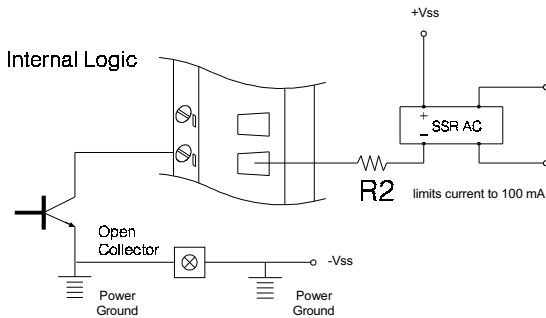 +Vss
Internal Logic
+
SSR AC
−
R2
limits current to 100 mA
Open
Collector
-Vss
Power
Ground
Power
Ground